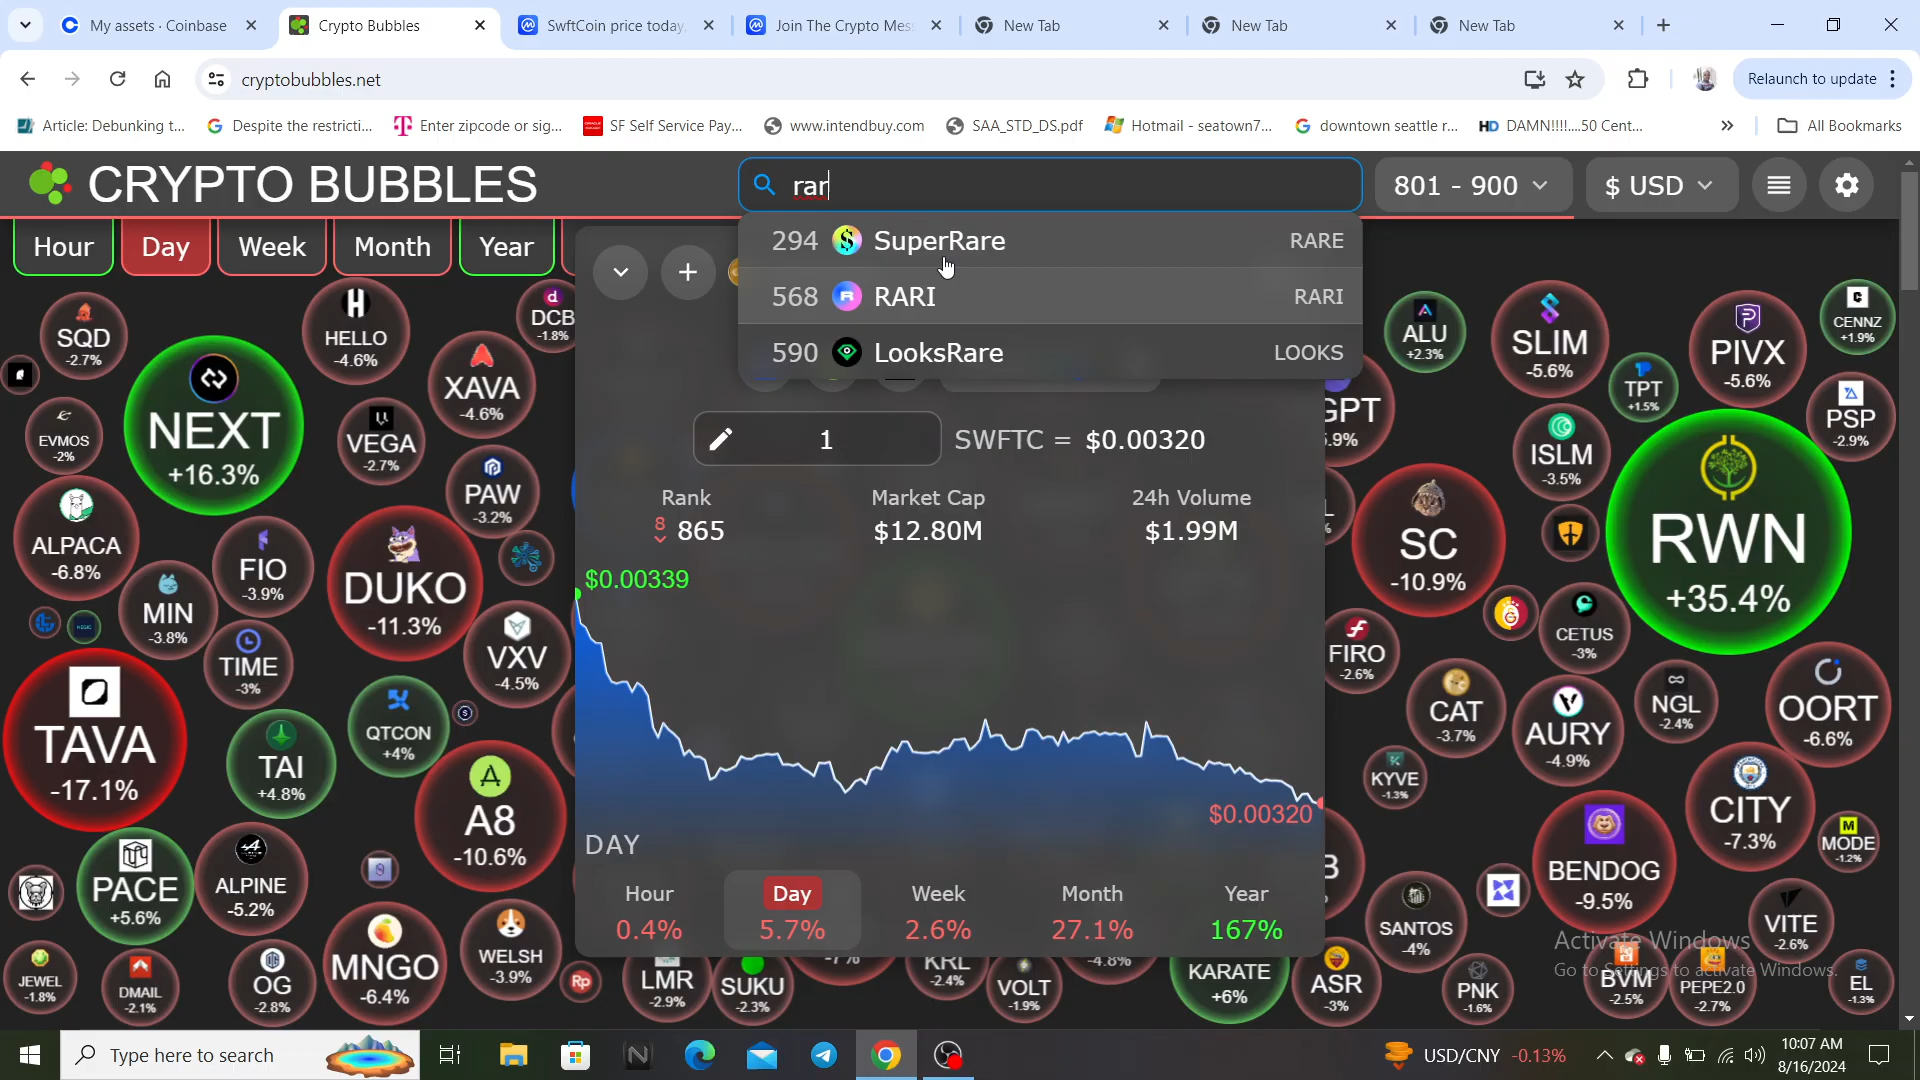 My assets · Coinbase
Crypto Bubbles
SwftCoin price today,
Join The Crypto Mes
New Tab
New Tab
New Tab
cryptobubbles.net
Relaunch to update
Article: Debunking t...
Despite the restricti...
Enter zipcode or sig...
SF Self Service Pay...
www.intendbuy.com
SAA_STD_DS.pdf
Hotmail - seatown7...
downtown seattle r...
HD DAMN!!!!....50 Cent...
All Bookmarks
CRYPTO BUBBLES
rar
801 - 900
$ USD
Hour
Day
Week
Month
Year
294 SuperRare RARE
568 RARI RARI
590 LooksRare LOOKS
1 SWFTC = $0.00320
Rank
8 865
Market Cap
$12.80M
24h Volume
$1.99M
$0.00339
$0.00320
DAY
Hour
0.4%
Day
5.7%
Week
2.6%
Month
27.1%
Year
167%
SQD
-2.7%
HELLO
-4.6%
DCB
-1.8%
NEXT
+16.3%
XAVA
-4.6%
EVMOS
-2%
VEGA
-2.7%
PAW
-3.2%
ALPACA
-6.8%
FIO
-3.9%
DUKO
-11.3%
MIN
-3.8%
TIME
-3%
VXV
-4.5%
TAVA
-17.1%
QTCON
+4%
TAI
+4.8%
A8
-10.6%
PACE
+5.6%
ALPINE
-5.2%
JEWEL
-1.8%
DMAIL
-2.1%
OG
-2.8%
MNGO
-6.4%
WELSH
-3.9%
Rp
LMR
-2.9%
SUKU
-2.3%
-7%
KRL
-2.4%
VOLT
-1.9%
-4.8%
KARATE
+6%
ASR
-3%
ALU
+2.3%
SLIM
-5.6%
PIVX
-5.6%
CENNZ
+1.9%
GPT
5.9%
TPT
+1.5%
PSP
-2.9%
ISLM
-3.5%
SC
-10.9%
RWN
+35.4%
CETUS
-3%
FIRO
-2.6%
CAT
-3.7%
AURY
-4.9%
NGL
-2.4%
OORT
-6.6%
KYVE
-1.3%
CITY
-7.3%
MODE
-1.2%
BENDOG
-9.5%
SANTOS
-4%
VITE
-2.6%
PNK
-1.6%
BVM
-2.5%
PEPE2.0
-2.7%
EL
-1.3%
Activate Windows
Go to Settings to activate Windows.
Type here to search
USD/CNY -0.13%
10:07 AM
8/16/2024